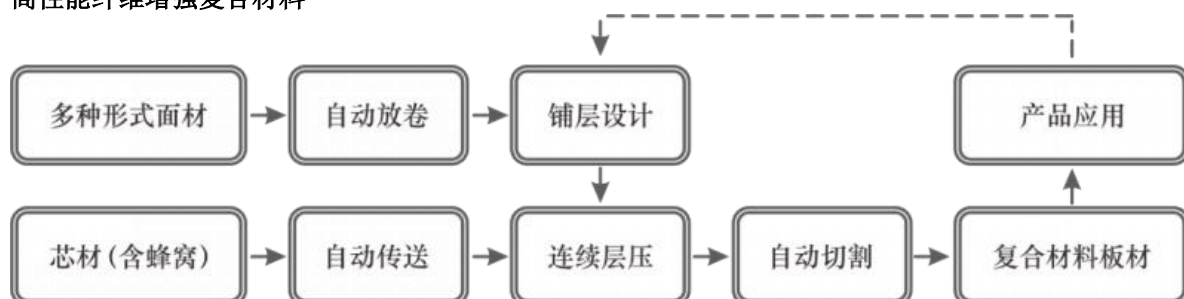 高性能纤维增强复合材料
多种形式面材
自动放卷
铺层设计
产品应用
芯材(含蜂窝)
自动传送
连续层压
自动切割
复合材料板材